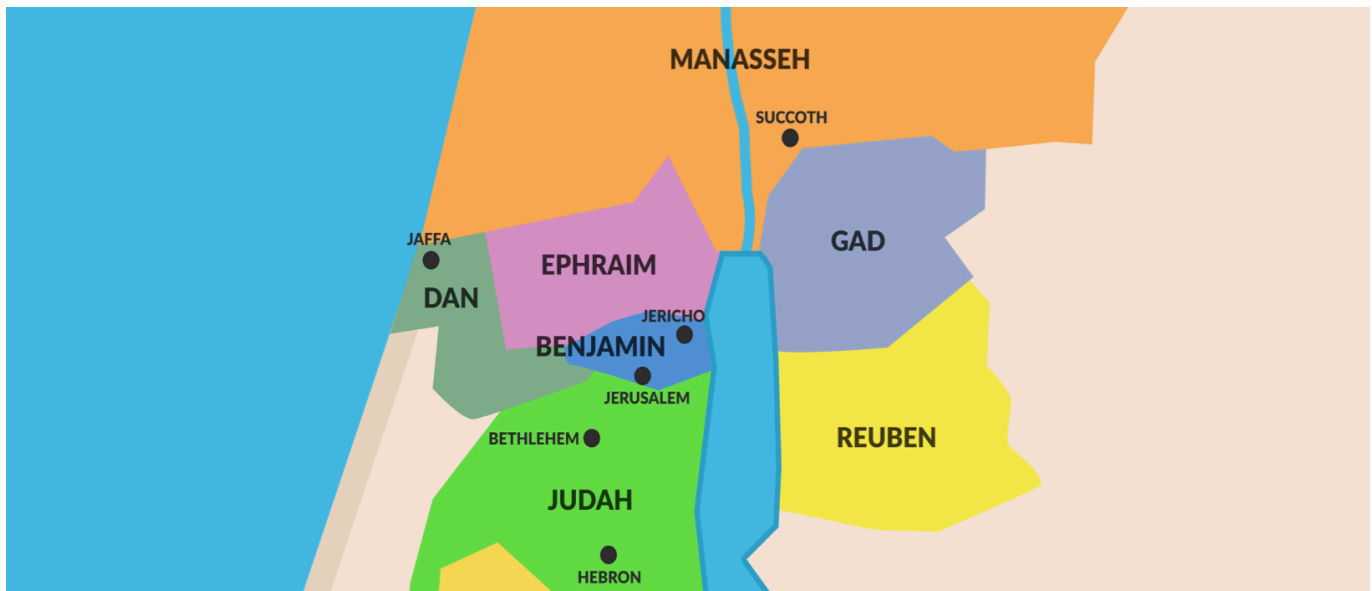 MANASSEH
SUCCOTH
JAFFA
GAD
EPHRAIM
DAN
JERICHO
BENJAMIN
JERUSALEM
BETHLEHEM
REUBEN
JUDAH
HEBRON